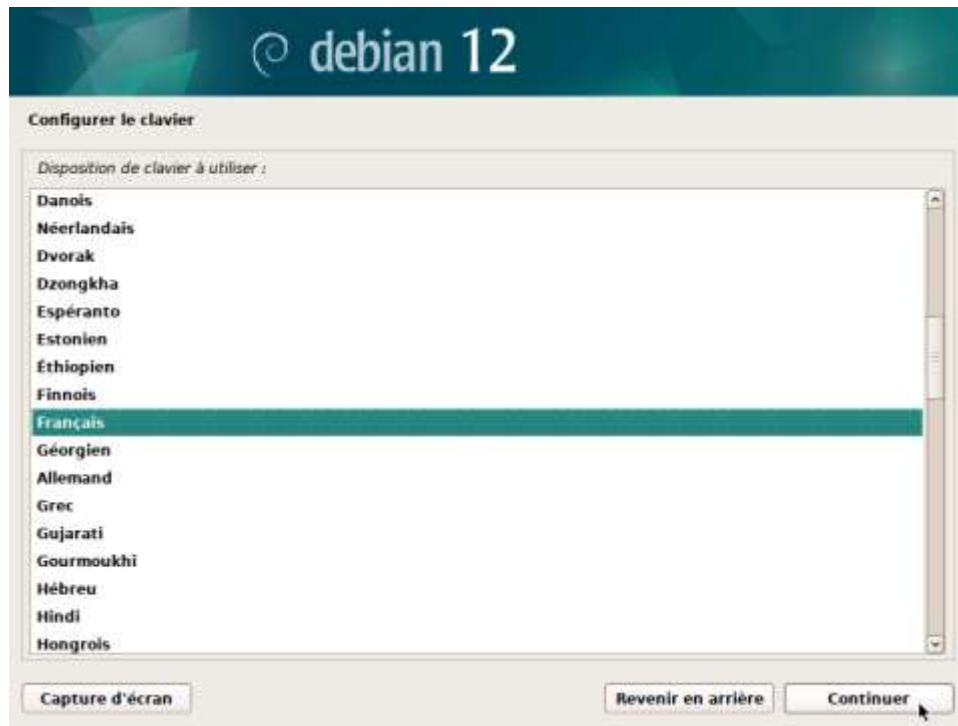 debian 12
Configurer le clavier
Disposition de clavier à utiliser :
Danois
Néerlandais
Dvorak
Dzongkha
Espéranto
Estonien
Éthiopien
Finnois
Français
Géorgien
Allemand
Grec
Gujarati
Gourmoukhi
Hébreu
Hindi
Hongrois
Capture d'écran
Revenir en arrière
Continuer